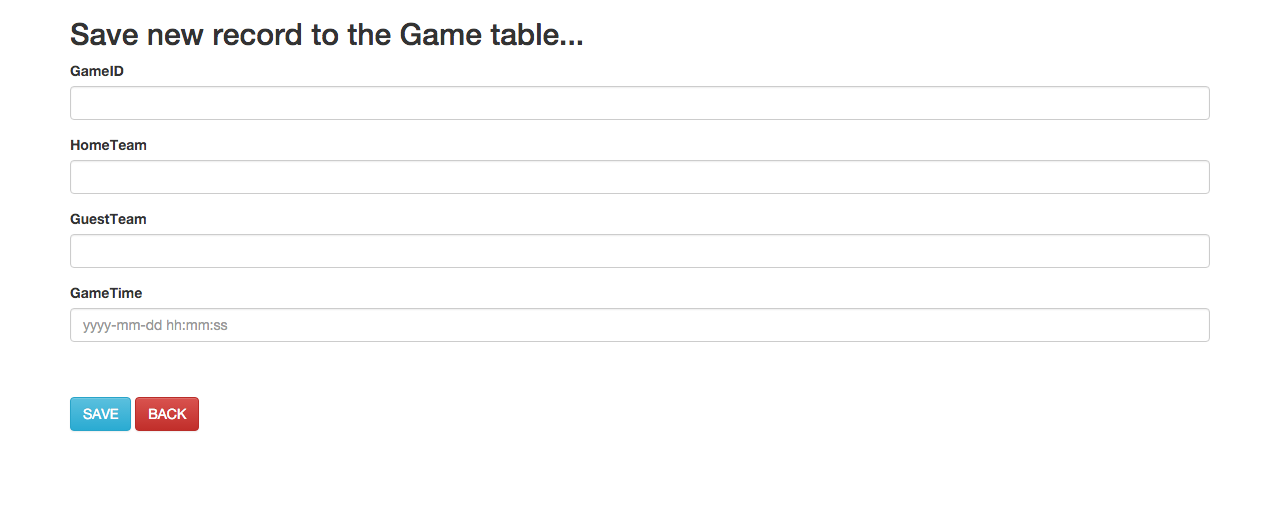 Save new record to the Game table...
GameID
HomeTeam
GuestTeam
GameTime
yyyy-mm-dd hh:mm:ss
SAVE BACK